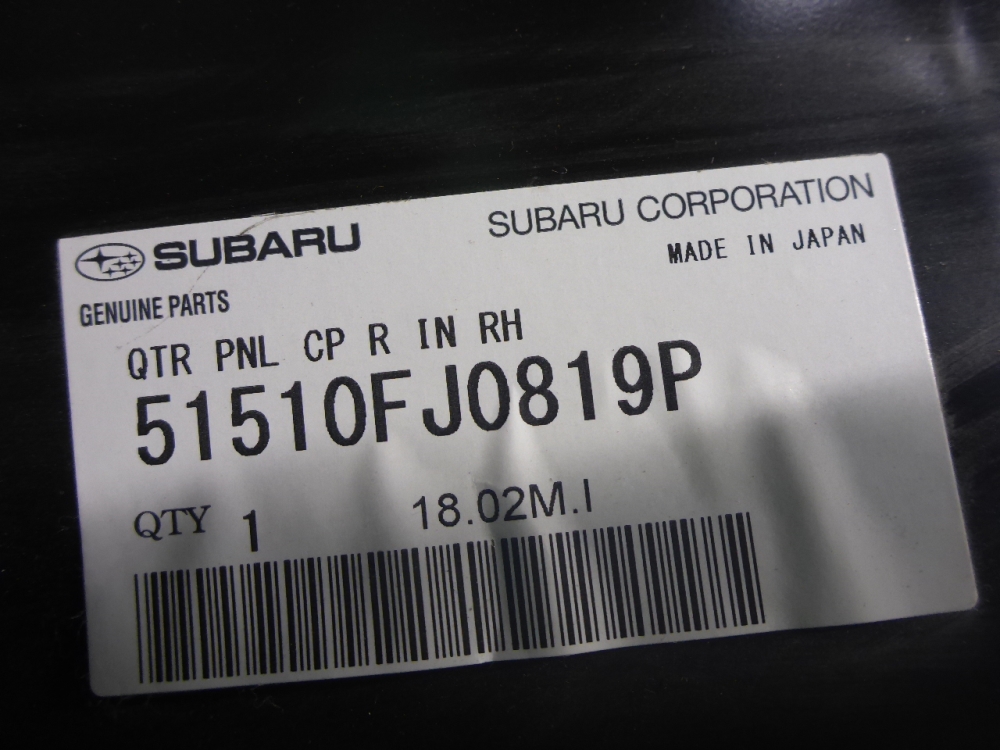 SUBARU
SUBARU CORPORATION
MADE IN JAPAN
GENUINE PARTS
QTR PNL CP R IN RH
51510FJ0819P
QTY 1
18.02M.I